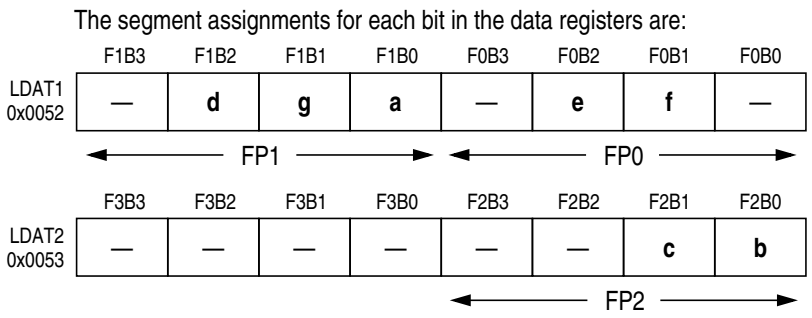 The segment assignments for each bit in the data registers are:
F1B3 F1B2 F1B1 F1B0 F0B3 F0B2 F0B1 F0B0
LDAT1
0x0052
— d g a — e f —
FP1 FP0
F3B3 F3B2 F3B1 F3B0 F2B3 F2B2 F2B1 F2B0
LDAT2
0x0053
— — — — — — c b
FP2